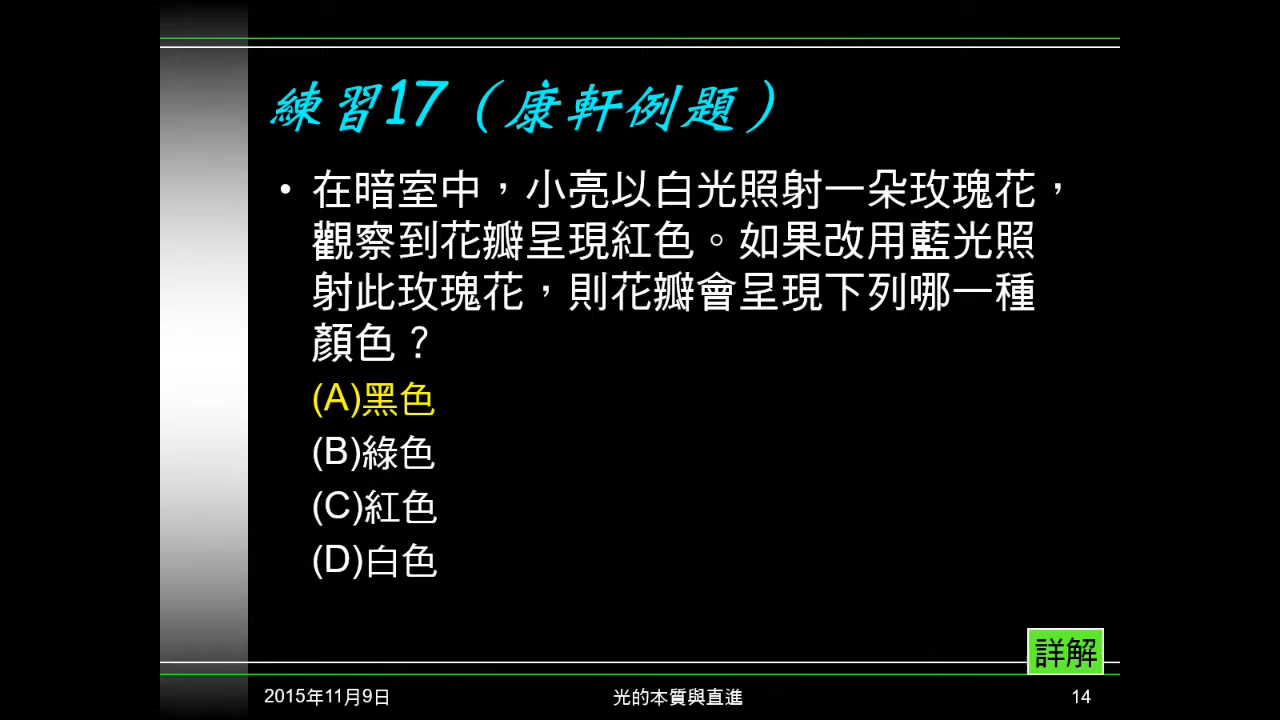 練習17（康軒例題）
• 在暗室中，小亮以白光照射一朵玫瑰花，
觀察到花瓣呈現紅色。如果改用藍光照
射此玫瑰花，則花瓣會呈現下列哪一種
顏色？
(A)黑色
(B)綠色
(C)紅色
(D)白色
詳解
2015年11月9日
光的本質與直進
14